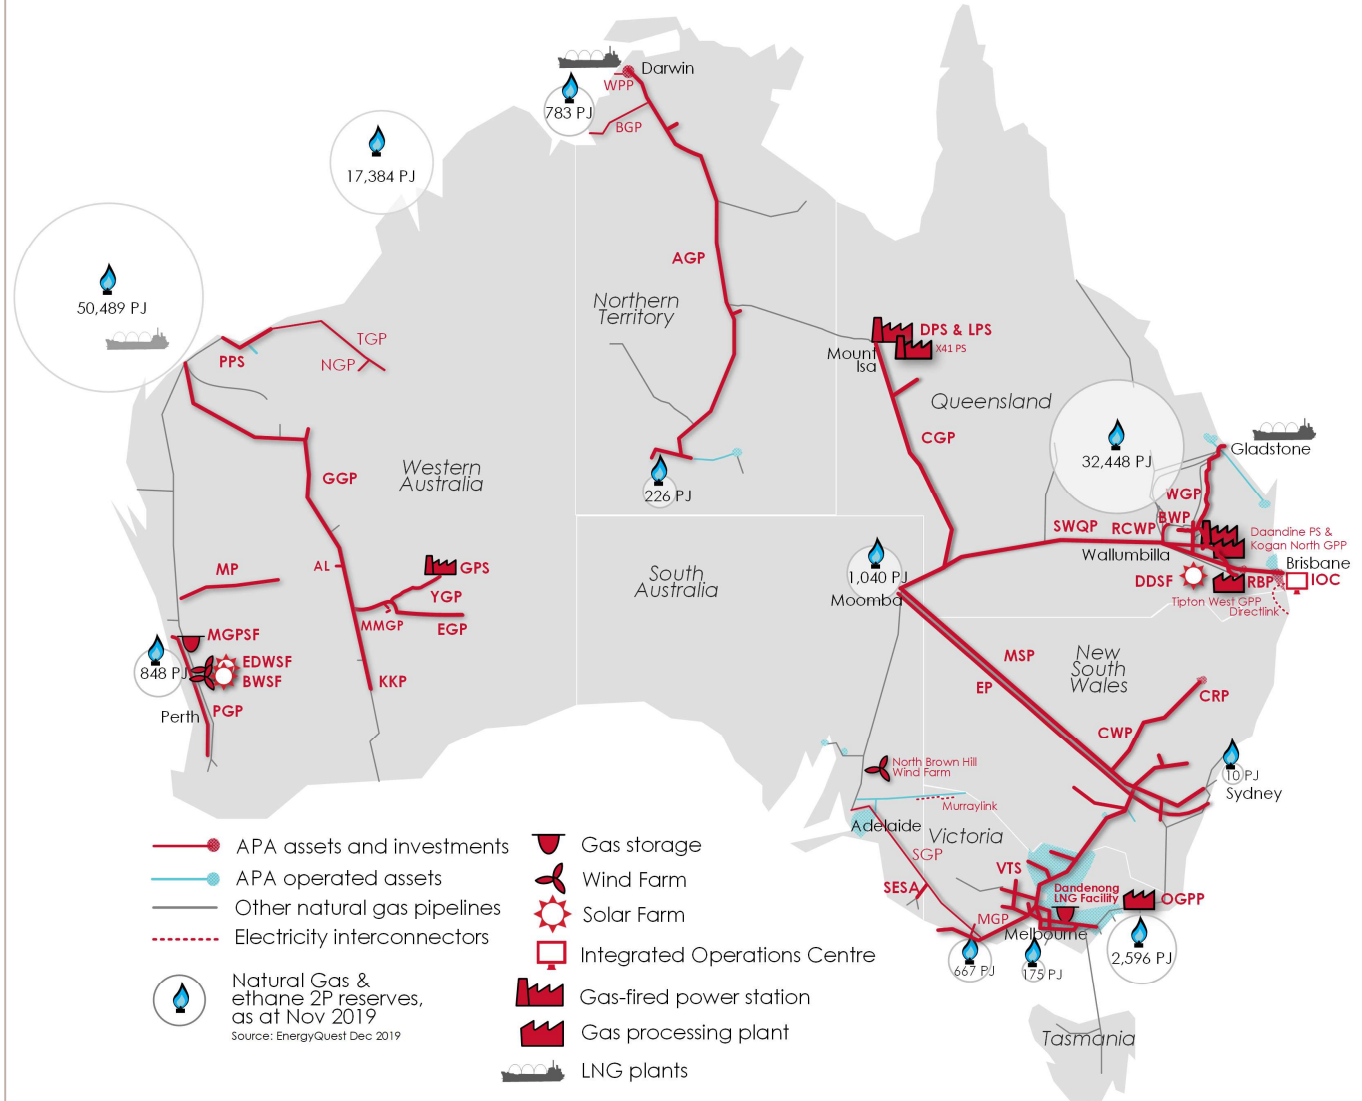 Darwin
WPP
783 PJ
BGP
17,384 PJ
AGP
50,489 PJ
Northern
Territory
TGP
NGP
PPS
DPS & LPS
X41 PS
Mount
Isa
Queensland
CGP
32,448 PJ
Gladstone
Western
Australia
GGP
226 PJ
WGP
BWP
SWQP
RCWP
Daandine PS &
Kogan North GPP
Wallumbilla
Brisbane
DDSF
RBP
IOC
Tipton West GPP
Directlink
AL
GPS
MP
YGP
MMGP
EGP
South
Australia
1,040 PJ
Moomba
MGPSF
848 PJ
EDWSF
BWSF
KKP
Perth
PGP
MSP
EP
New
South
Wales
CRP
CWP
10 PJ
Sydney
North Brown Hill
Wind Farm
Murraylink
Adelaide
Victoria
SGP
SESA
VTS
Dandenong
LNG Facility
OGPP
MGP
Melbourne
667 PJ
175 PJ
2,596 PJ
Tasmania
APA assets and investments
APA operated assets
Other natural gas pipelines
Electricity interconnectors
Natural Gas &
ethane 2P reserves,
as at Nov 2019
Source: EnergyQuest Dec 2019
Gas storage
Wind Farm
Solar Farm
Integrated Operations Centre
Gas-fired power station
Gas processing plant
LNG plants